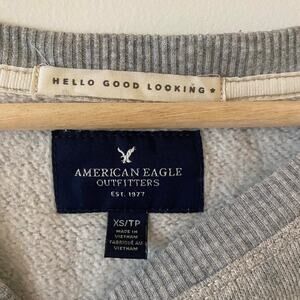 HELLO GOOD LOOKING ★
AMERICAN EAGLE
OUTFITTERS
EST. 1977
XS/TP
MADE IN
VIETNAM
FABRIQUÉ AU
VIETNAM